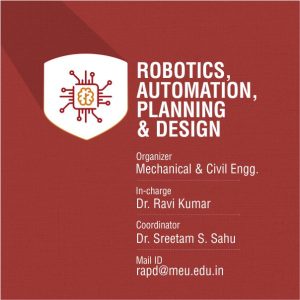 ROBOTICS,
AUTOMATION,
PLANNING
& DESIGN
Organizer
Mechanical & Civil Engg.
In-charge
Dr. Ravi Kumar
Coordinator
Dr. Sreetam S. Sahu
Mail ID
rapd@meu.edu.in